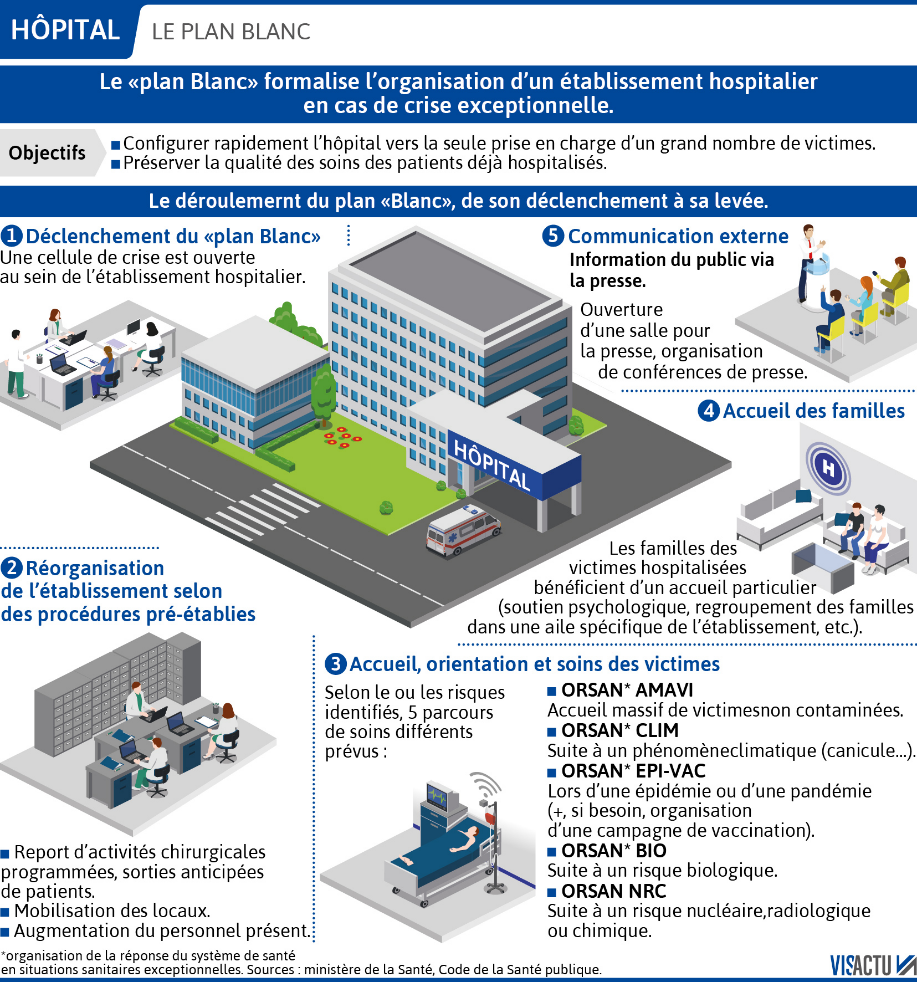 HÔPITAL
LE PLAN BLANC
Le «plan Blanc» formalise l'organisation d'un établissement hospitalier
en cas de crise exceptionnelle.
Objectifs
■ Configurer rapidement l'hôpital vers la seule prise en charge d'un grand nombre de victimes.
■ Préserver la qualité des soins des patients déjà hospitalisés.
Le déroulemernt du plan «Blanc», de son déclenchement à sa levée.
1 Déclenchement du «plan Blanc»
Une cellule de crise est ouverte
au sein de l'établissement hospitalier.
HÔPITAL
2 Réorganisation
de l'établissement selon
des procédures pré-établies
■ Report d'activités chirurgicales
programmées, sorties anticipées
de patients.
■ Mobilisation des locaux.
■ Augmentation du personnel présent.
3 Accueil, orientation et soins des victimes
Selon le ou les risques
identifiés, 5 parcours
de soins différents
prévus :
■ ORSAN* AMAVI
Accueil massif de victimesnon contaminées.
■ ORSAN* CLIM
Suite à un phénomèneclimatique (canicule...).
■ ORSAN* EPI-VAC
Lors d'une épidémie ou d'une pandémie
(+, si besoin, organisation
d'une campagne de vaccination).
■ ORSAN* BIO
Suite à un risque biologique.
■ ORSAN NRC
Suite à un risque nucléaire,radiologique
ou chimique.
4 Accueil des familles
H
Les familles des
victimes hospitalisées
bénéficient d'un accueil particulier
(soutien psychologique, regroupement des familles
dans une aile spécifique de l'établissement, etc.).
5 Communication externe
Information du public via
la presse.
Ouverture
d'une salle pour
la presse, organisation
de conférences de presse.
*organisation de la réponse du système de santé
en situations sanitaires exceptionnelles. Sources : ministère de la Santé, Code de la Santé publique.
VISACTU